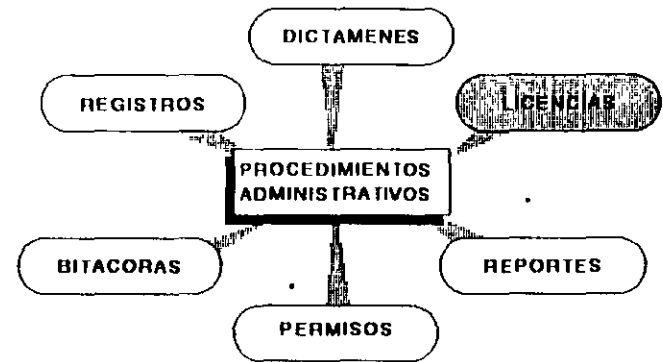 DICTAMENES
REGISTROS
LICENCIAS
PROCEDIMIENTOS
ADMINISTRATIVOS
BITACORAS
REPORTES
PERMISOS